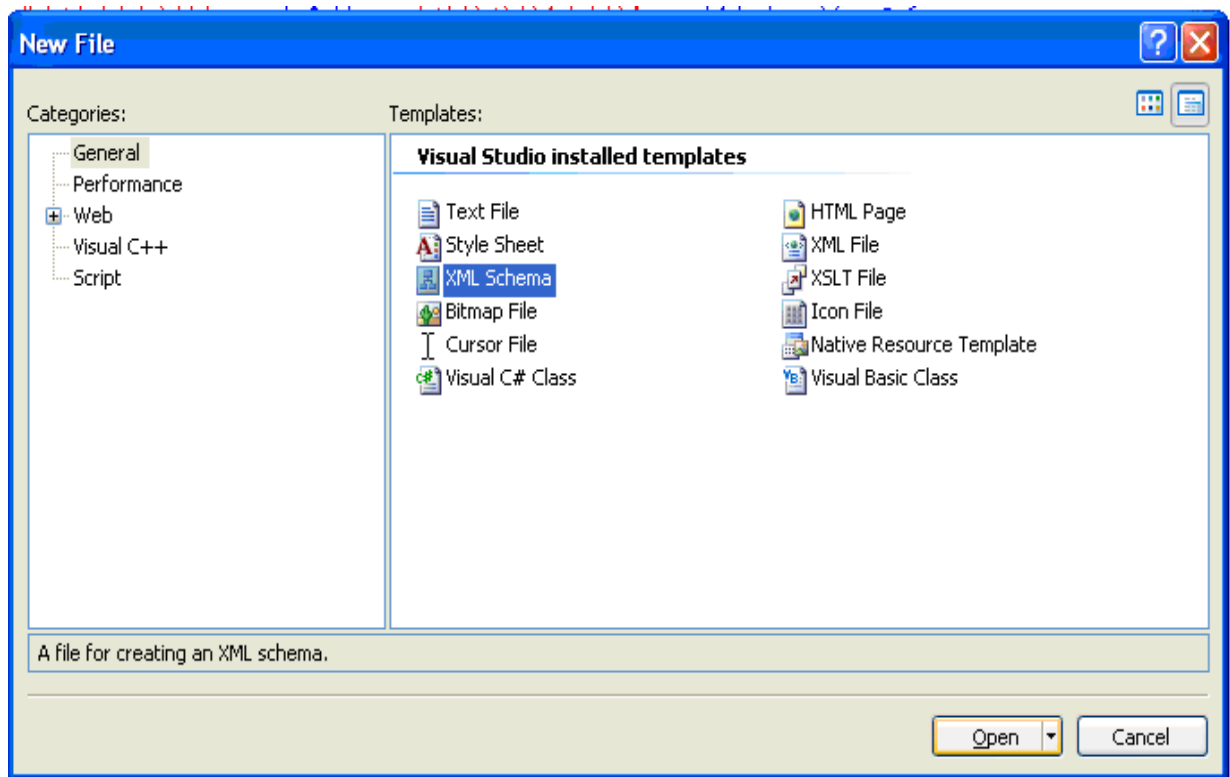 New File
Categories:
Templates:
General
Performance
Web
Visual C++
Script
Visual Studio installed templates
Text File
HTML Page
Style Sheet
XML File
XML Schema
XSLT File
Bitmap File
Icon File
Cursor File
Native Resource Template
Visual C# Class
Visual Basic Class
A file for creating an XML schema.
Open
Cancel